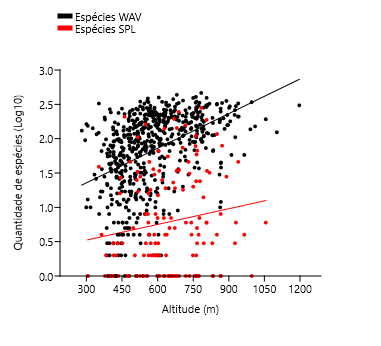 Espécies WAV
Espécies SPL
3.0
2.5
2.0
1.5
1.0
0.5
0.0
Quantidade de espécies (Log10)
300 450 600 750 900 1050 1200
Altitude (m)